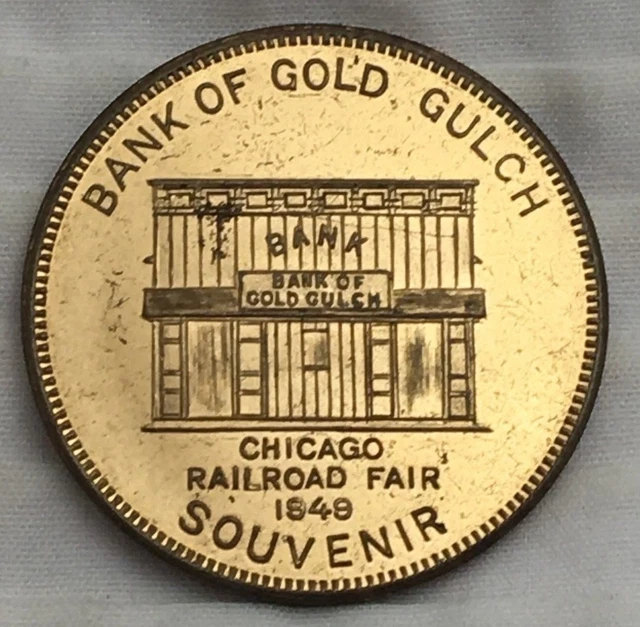 BANK OF GOLD GULCH
BANK
BANK OF
GOLD GULCH
CHICAGO
RAILROAD FAIR
1949
SOUVENIR